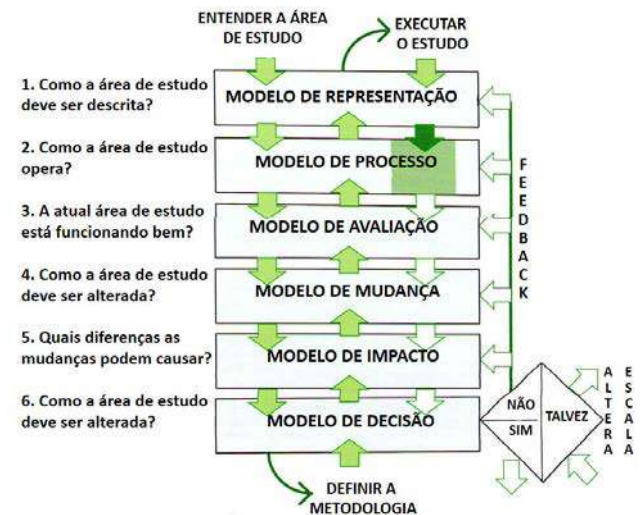 ENTENDER A ÁREA
DE ESTUDO
EXECUTAR
O ESTUDO
1. Como a área de estudo
deve ser descrita?
MODELO DE REPRESENTAÇÃO
2. Como a área de estudo
opera?
MODELO DE PROCESSO
3. A atual área de estudo
está funcionando bem?
MODELO DE AVALIAÇÃO
4. Como a área de estudo
deve ser alterada?
MODELO DE MUDANÇA
5. Quais diferenças as
mudanças podem causar?
MODELO DE IMPACTO
6. Como a área de estudo
deve ser alterada?
MODELO DE DECISÃO
FEEDBACK
NÃO
SIM
TALVEZ
ALTERA
ESCALA
DEFINIR A
METODOLOGIA